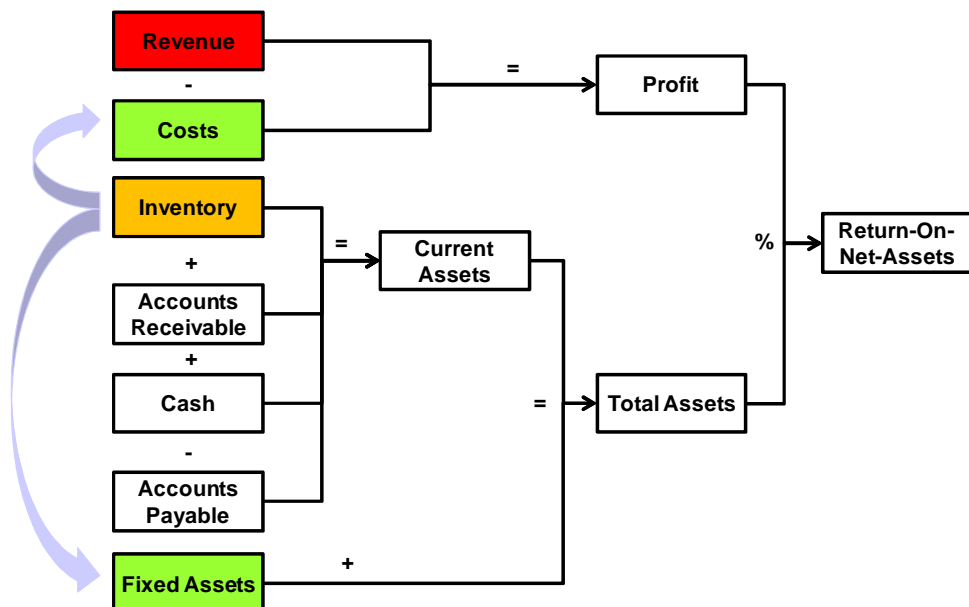 Revenue
-
Costs
=
Profit
Inventory
+
Accounts
Receivable
+
Cash
-
Accounts
Payable
=
Current
Assets
Fixed Assets
+
=
Total Assets
%
Return-On-
Net-Assets